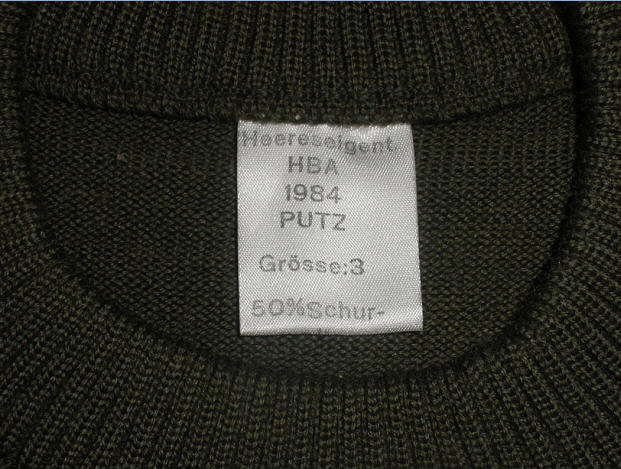 Heereseigent.
HBA
1984
PUTZ
Grösse:3
50%Schur-